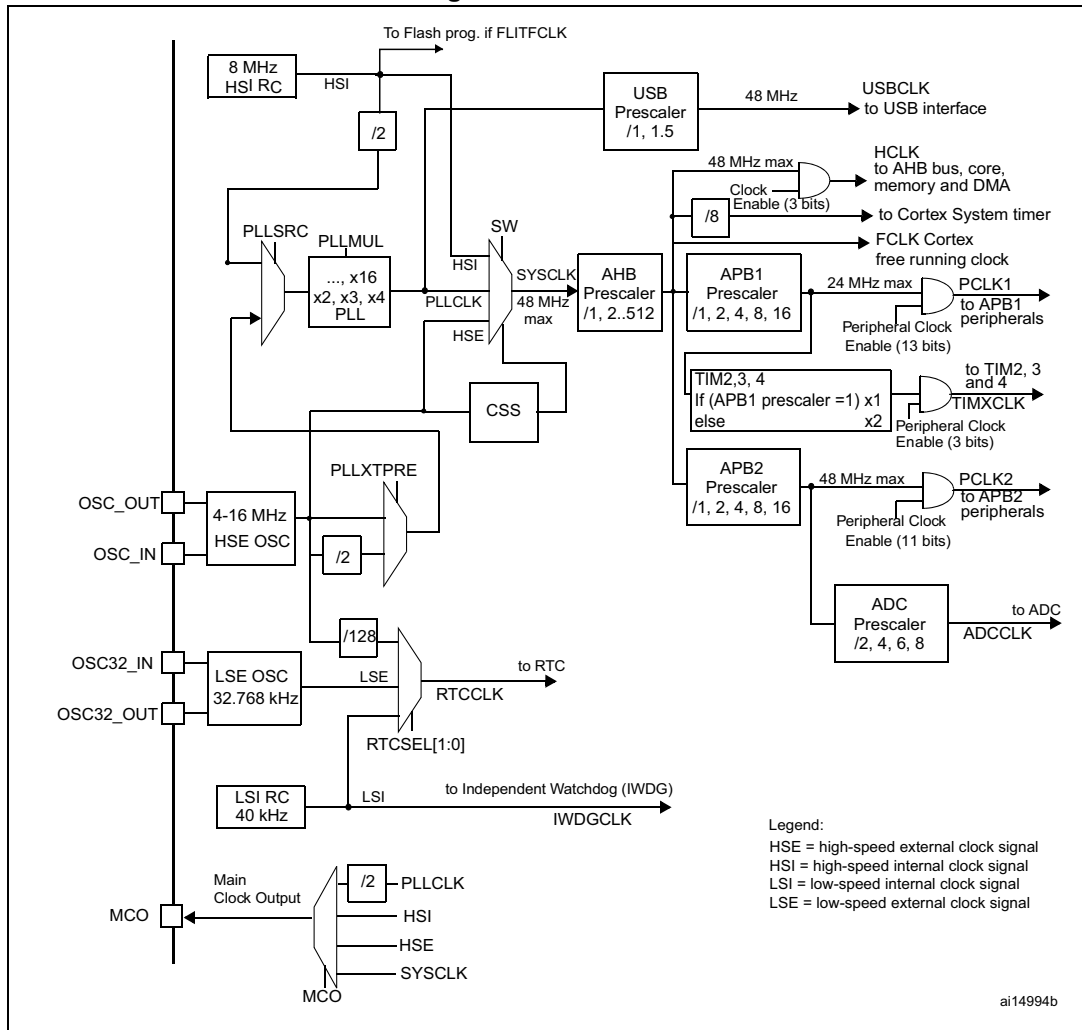 To Flash prog. if FLITFCLK
8 MHz
HSI RC
HSI
/2
USB
Prescaler
/1, 1.5
48 MHz
USBCLK
to USB interface
48 MHz max
HCLK
to AHB bus, core,
memory and DMA
Clock
Enable (3 bits)
/8
to Cortex System timer
FCLK Cortex
free running clock
PLLSRC
PLLMUL
..., x16
x2, x3, x4
PLL
SW
HSI
PLLCLK
HSE
SYSCLK
48 MHz
max
AHB
Prescaler
/1, 2..512
APB1
Prescaler
/1, 2, 4, 8, 16
24 MHz max
PCLK1
to APB1
peripherals
Peripheral Clock
Enable (13 bits)
TIM2,3, 4
If (APB1 prescaler =1) x1
else x2
to TIM2, 3
and 4
TIMXCLK
Peripheral Clock
Enable (3 bits)
CSS
APB2
Prescaler
/1, 2, 4, 8, 16
48 MHz max
PCLK2
to APB2
peripherals
Peripheral Clock
Enable (11 bits)
PLLXTPRE
OSC_OUT
OSC_IN
4-16 MHz
HSE OSC
/2
ADC
Prescaler
/2, 4, 6, 8
to ADC
ADCCLK
/128
OSC32_IN
OSC32_OUT
LSE OSC
32.768 kHz
LSE
to RTC
RTCCLK
RTCSEL[1:0]
LSI RC
40 kHz
LSI
to Independent Watchdog (IWDG)
IWDGCLK
Legend:
HSE = high-speed external clock signal
HSI = high-speed internal clock signal
LSI = low-speed internal clock signal
LSE = low-speed external clock signal
Main
Clock Output
MCO
/2
PLLCLK
HSI
HSE
SYSCLK
MCO
ai14994b